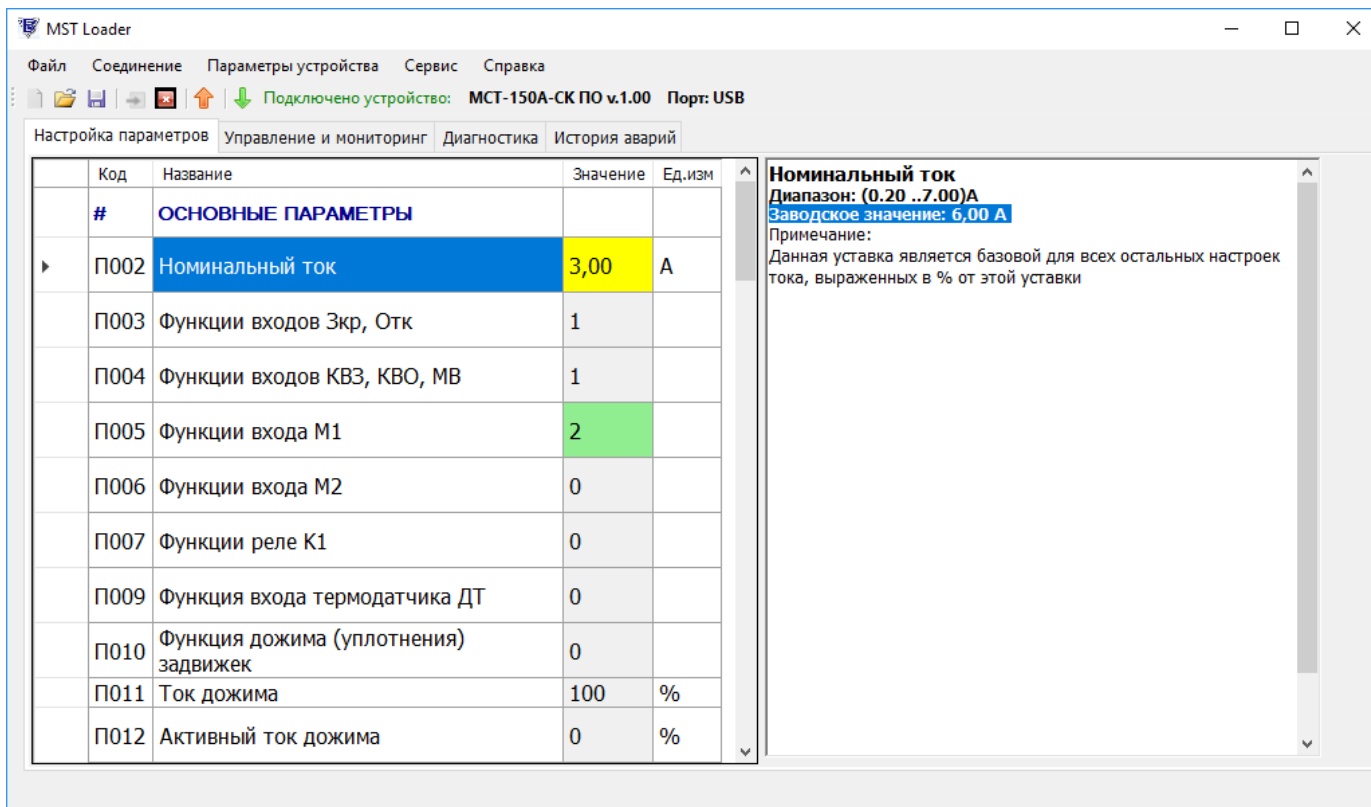 MST Loader
Файл Соединение Параметры устройства Сервис Справка
Подключено устройство: МСТ-150А-СК ПО v.1.00 Порт: USB
Настройка параметров Управление и мониторинг Диагностика История аварий
Код Название Значение Ед.изм
# ОСНОВНЫЕ ПАРАМЕТРЫ
П002 Номинальный ток 3,00 А
П003 Функции входов Зкр, Отк 1
П004 Функции входов КВЗ, КВО, МВ 1
П005 Функции входа М1 2
П006 Функции входа М2 0
П007 Функции реле К1 0
П009 Функция входа термодатчика ДТ 0
П010 Функция дожима (уплотнения)
задвижек 0
П011 Ток дожима 100 %
П012 Активный ток дожима 0 %
Номинальный ток
Диапазон: (0.20 ..7.00)А
Заводское значение: 6,00 А
Примечание:
Данная уставка является базовой для всех остальных настроек
тока, выраженных в % от этой уставки